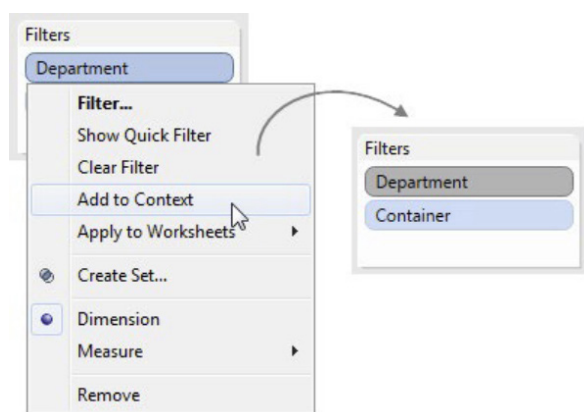 Filters
Department
Filter...
Show Quick Filter
Clear Filter
Add to Context
Apply to Worksheets
Create Set...
Dimension
Measure
Remove
Filters
Department
Container